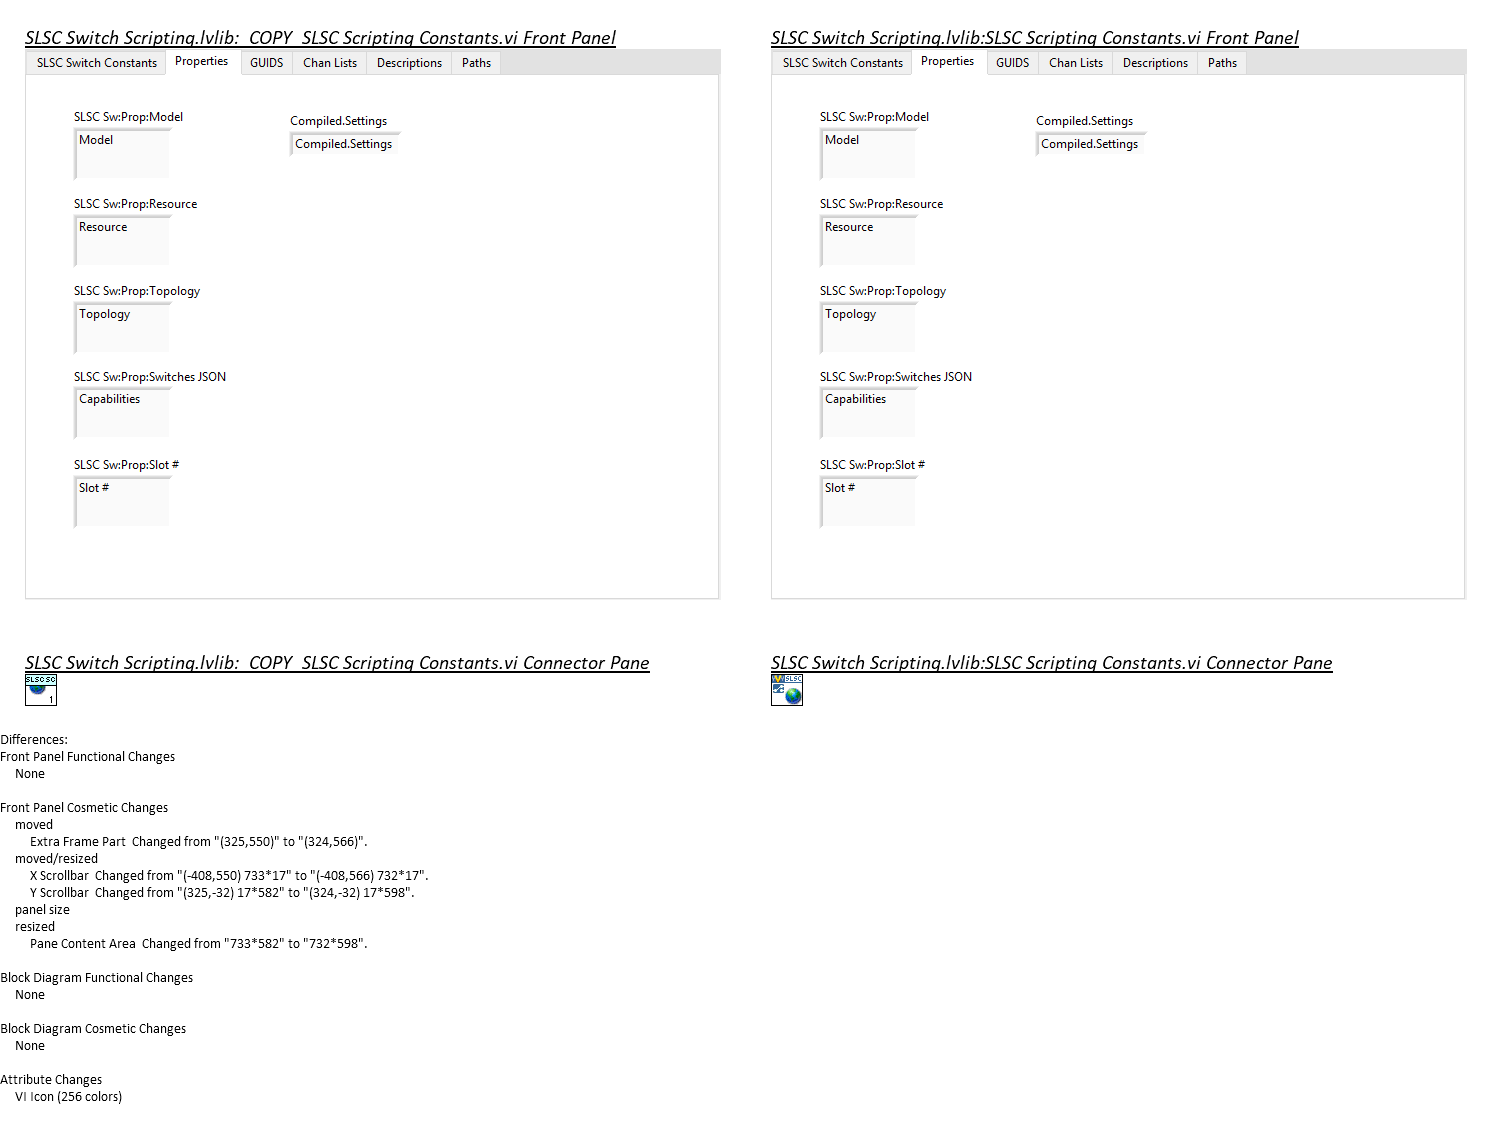 SLSC Switch Scripting.lvlib:_COPY_SLSC Scripting Constants.vi Front Panel
SLSC Switch Constants Properties GUIDS Chan Lists Descriptions Paths
SLSC Sw:Prop:Model
Model
Compiled.Settings
Compiled.Settings
SLSC Sw:Prop:Resource
Resource
SLSC Sw:Prop:Topology
Topology
SLSC Sw:Prop:Switches JSON
Capabilities
SLSC Sw:Prop:Slot #
Slot #
SLSC Switch Scripting.lvlib:SLSC Scripting Constants.vi Front Panel
SLSC Switch Constants Properties GUIDS Chan Lists Descriptions Paths
SLSC Sw:Prop:Model
Model
Compiled.Settings
Compiled.Settings
SLSC Sw:Prop:Resource
Resource
SLSC Sw:Prop:Topology
Topology
SLSC Sw:Prop:Switches JSON
Capabilities
SLSC Sw:Prop:Slot #
Slot #
SLSC Switch Scripting.lvlib:_COPY_SLSC Scripting Constants.vi Connector Pane
SLSC SC
1
SLSC Switch Scripting.lvlib:SLSC Scripting Constants.vi Connector Pane
SLSC
Differences:
Front Panel Functional Changes
None
Front Panel Cosmetic Changes
moved
Extra Frame Part  Changed from "(325,550)" to "(324,566)".
moved/resized
X Scrollbar  Changed from "(-408,550) 733*17" to "(-408,566) 732*17".
Y Scrollbar  Changed from "(325,-32) 17*582" to "(324,-32) 17*598".
panel size
resized
Pane Content Area  Changed from "733*582" to "732*598".
Block Diagram Functional Changes
None
Block Diagram Cosmetic Changes
None
Attribute Changes
VI Icon (256 colors)